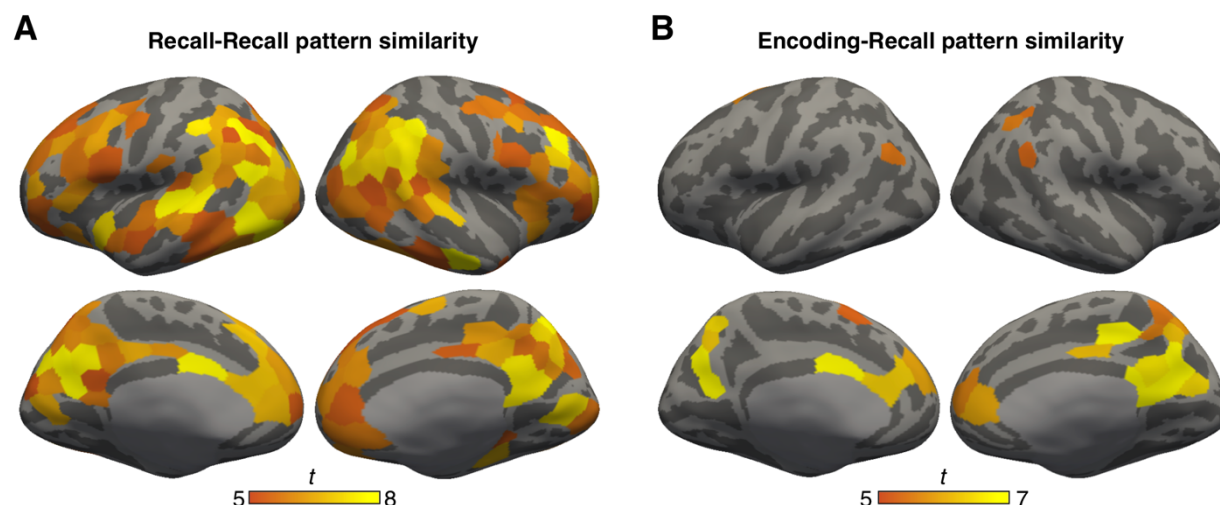 A
Recall-Recall pattern similarity
t
5 8
B
Encoding-Recall pattern similarity
t
5 7